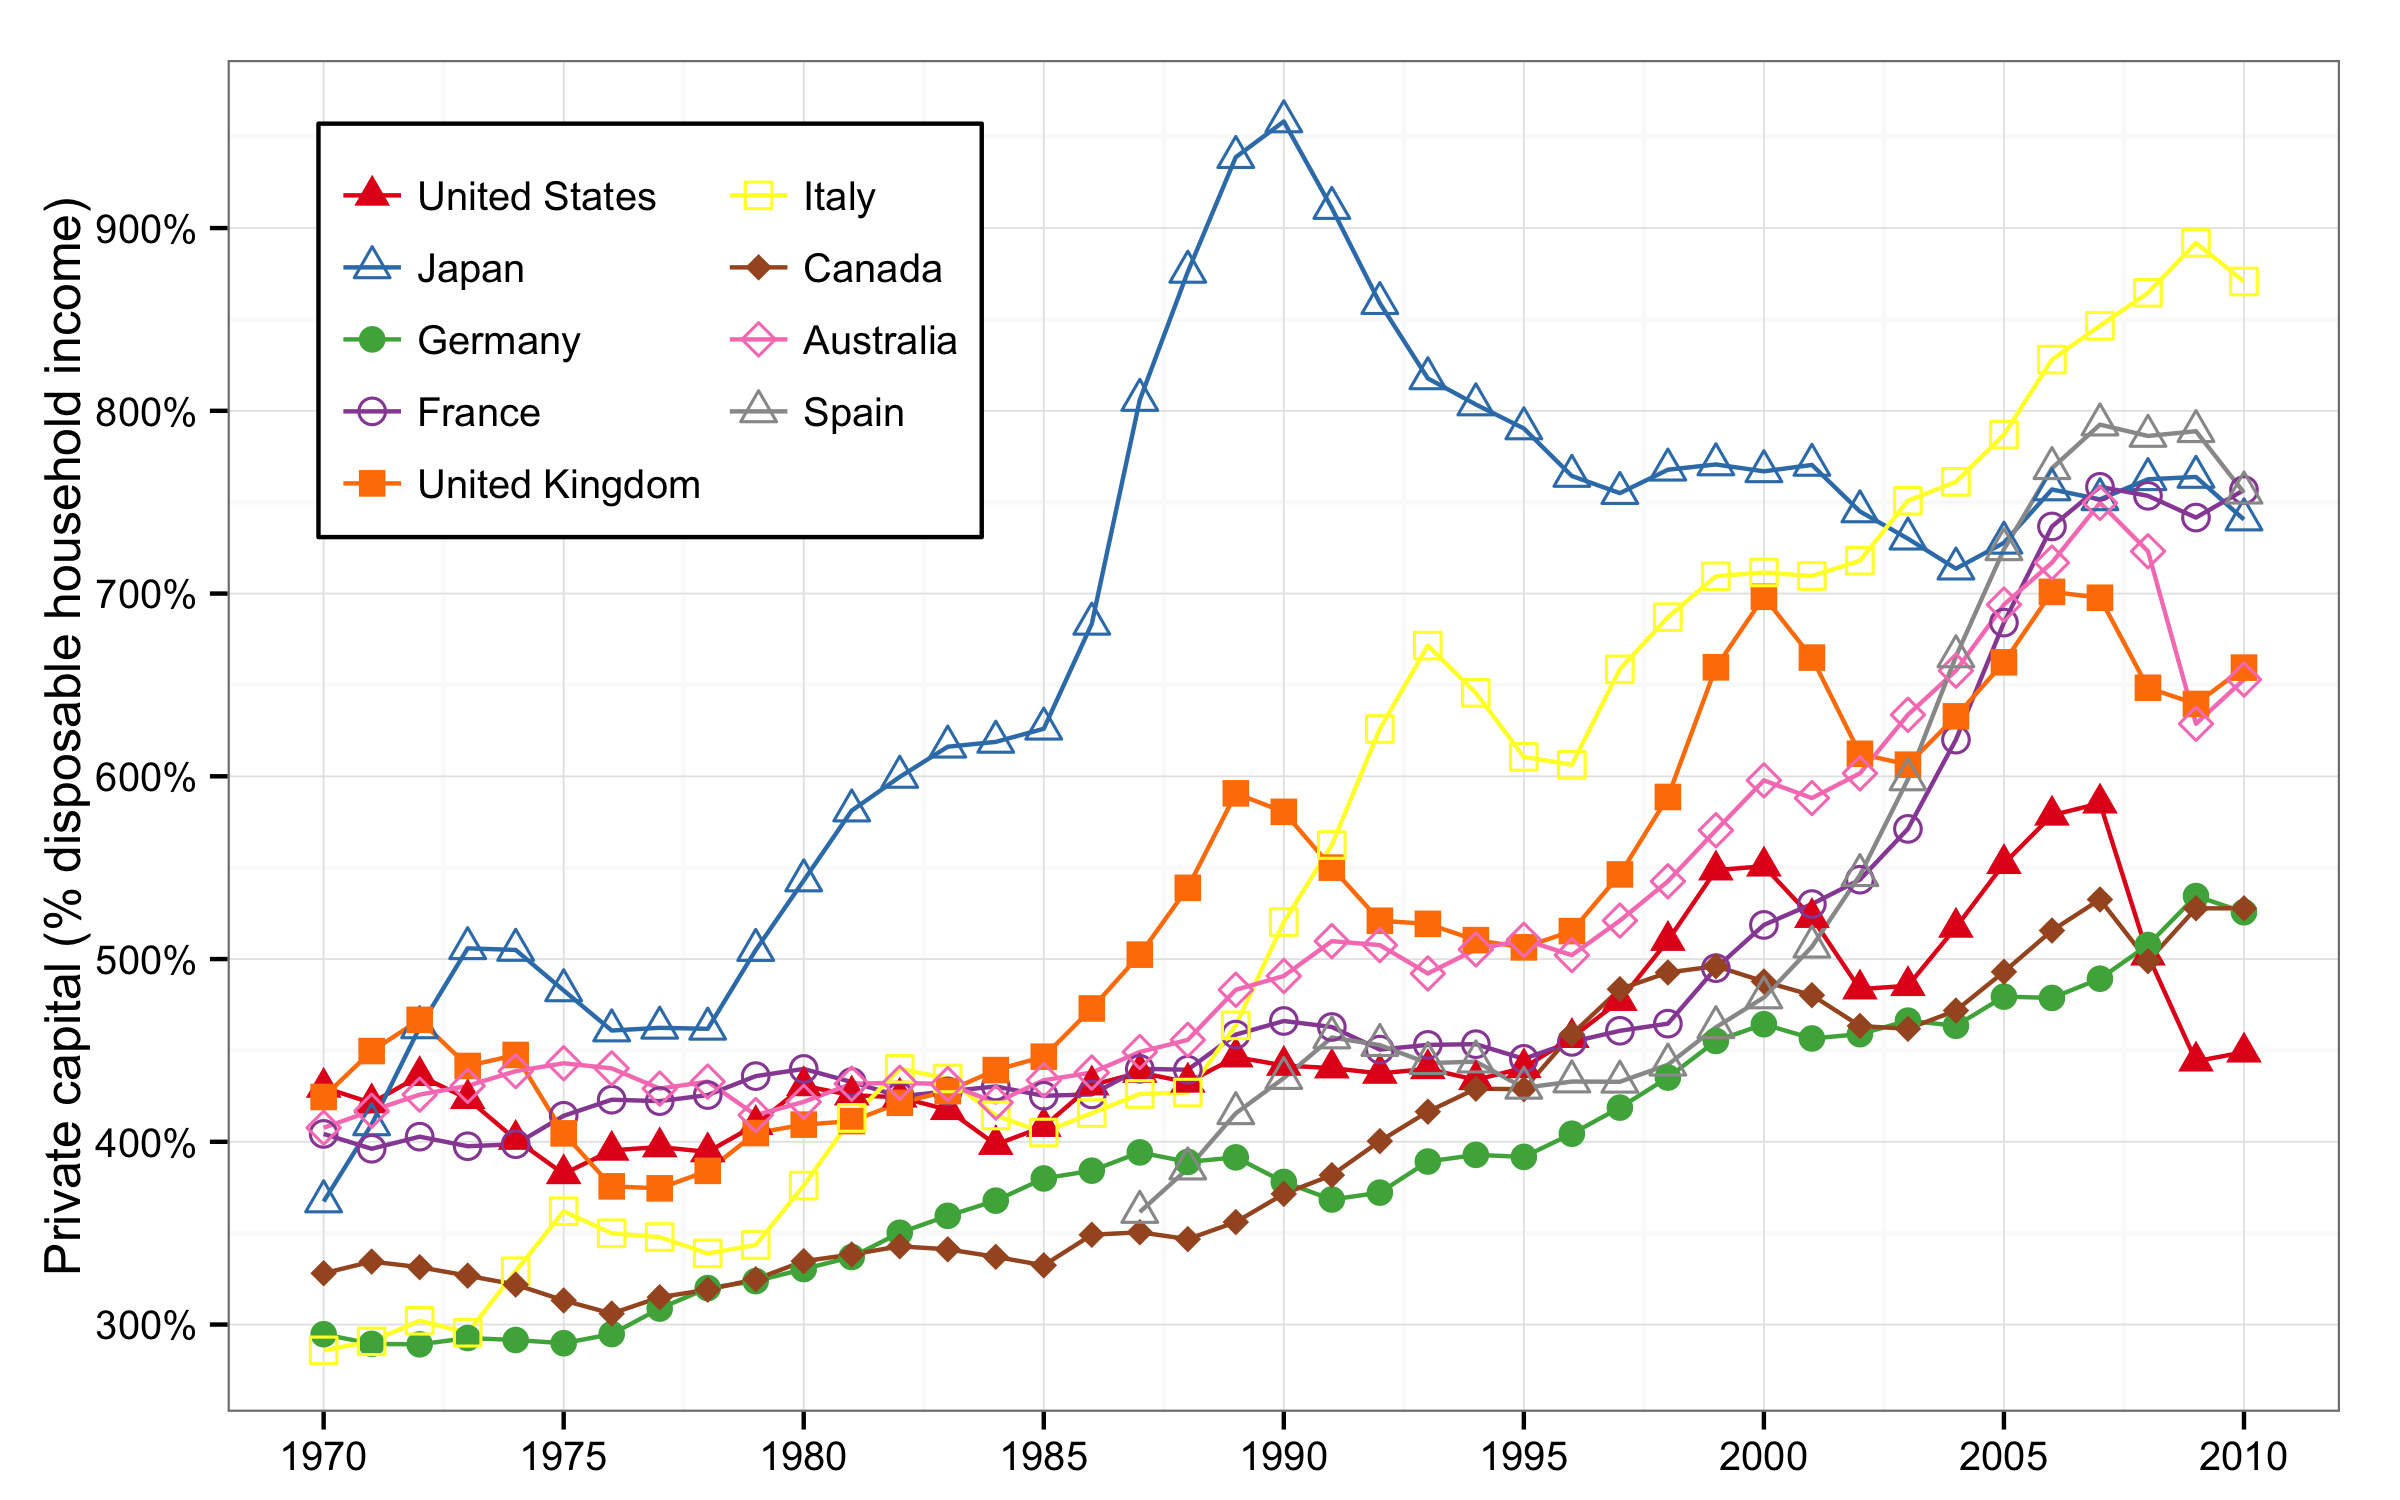 Private capital (% disposable household income)
900%
800%
700%
600%
500%
400%
300%
United States
Japan
Germany
France
United Kingdom
Italy
Canada
Australia
Spain
1970 1975 1980 1985 1990 1995 2000 2005 2010